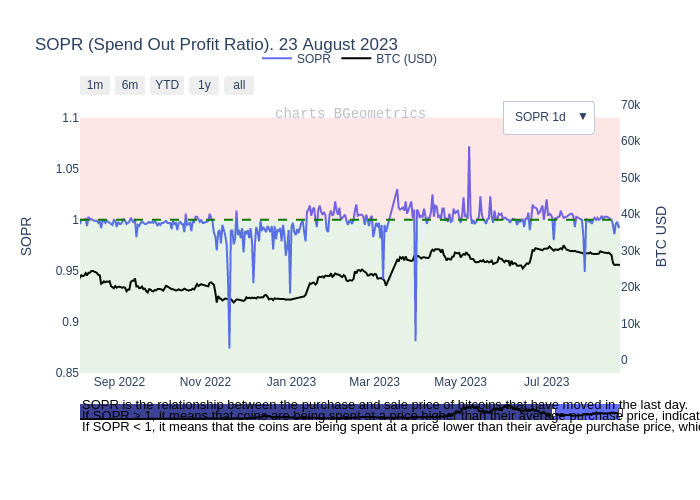 SOPR (Spend Out Profit Ratio). 23 August 2023
SOPR BTC (USD)
1m 6m YTD 1y all
charts BGeometrics
SOPR 1d ▼
1.1
1.05
1
0.95
0.9
0.85
SOPR
70k
60k
50k
40k
30k
20k
10k
0
BTC USD
Sep 2022 Nov 2022 Jan 2023 Mar 2023 May 2023 Jul 2023
SOPR is the relationship between the purchase and sale price of bitcoins that have moved in the last day.
If SOPR > 1, it means that coins are being spent at a price higher than their average purchase price, indicat
If SOPR < 1, it means that the coins are being spent at a price lower than their average purchase price, whic